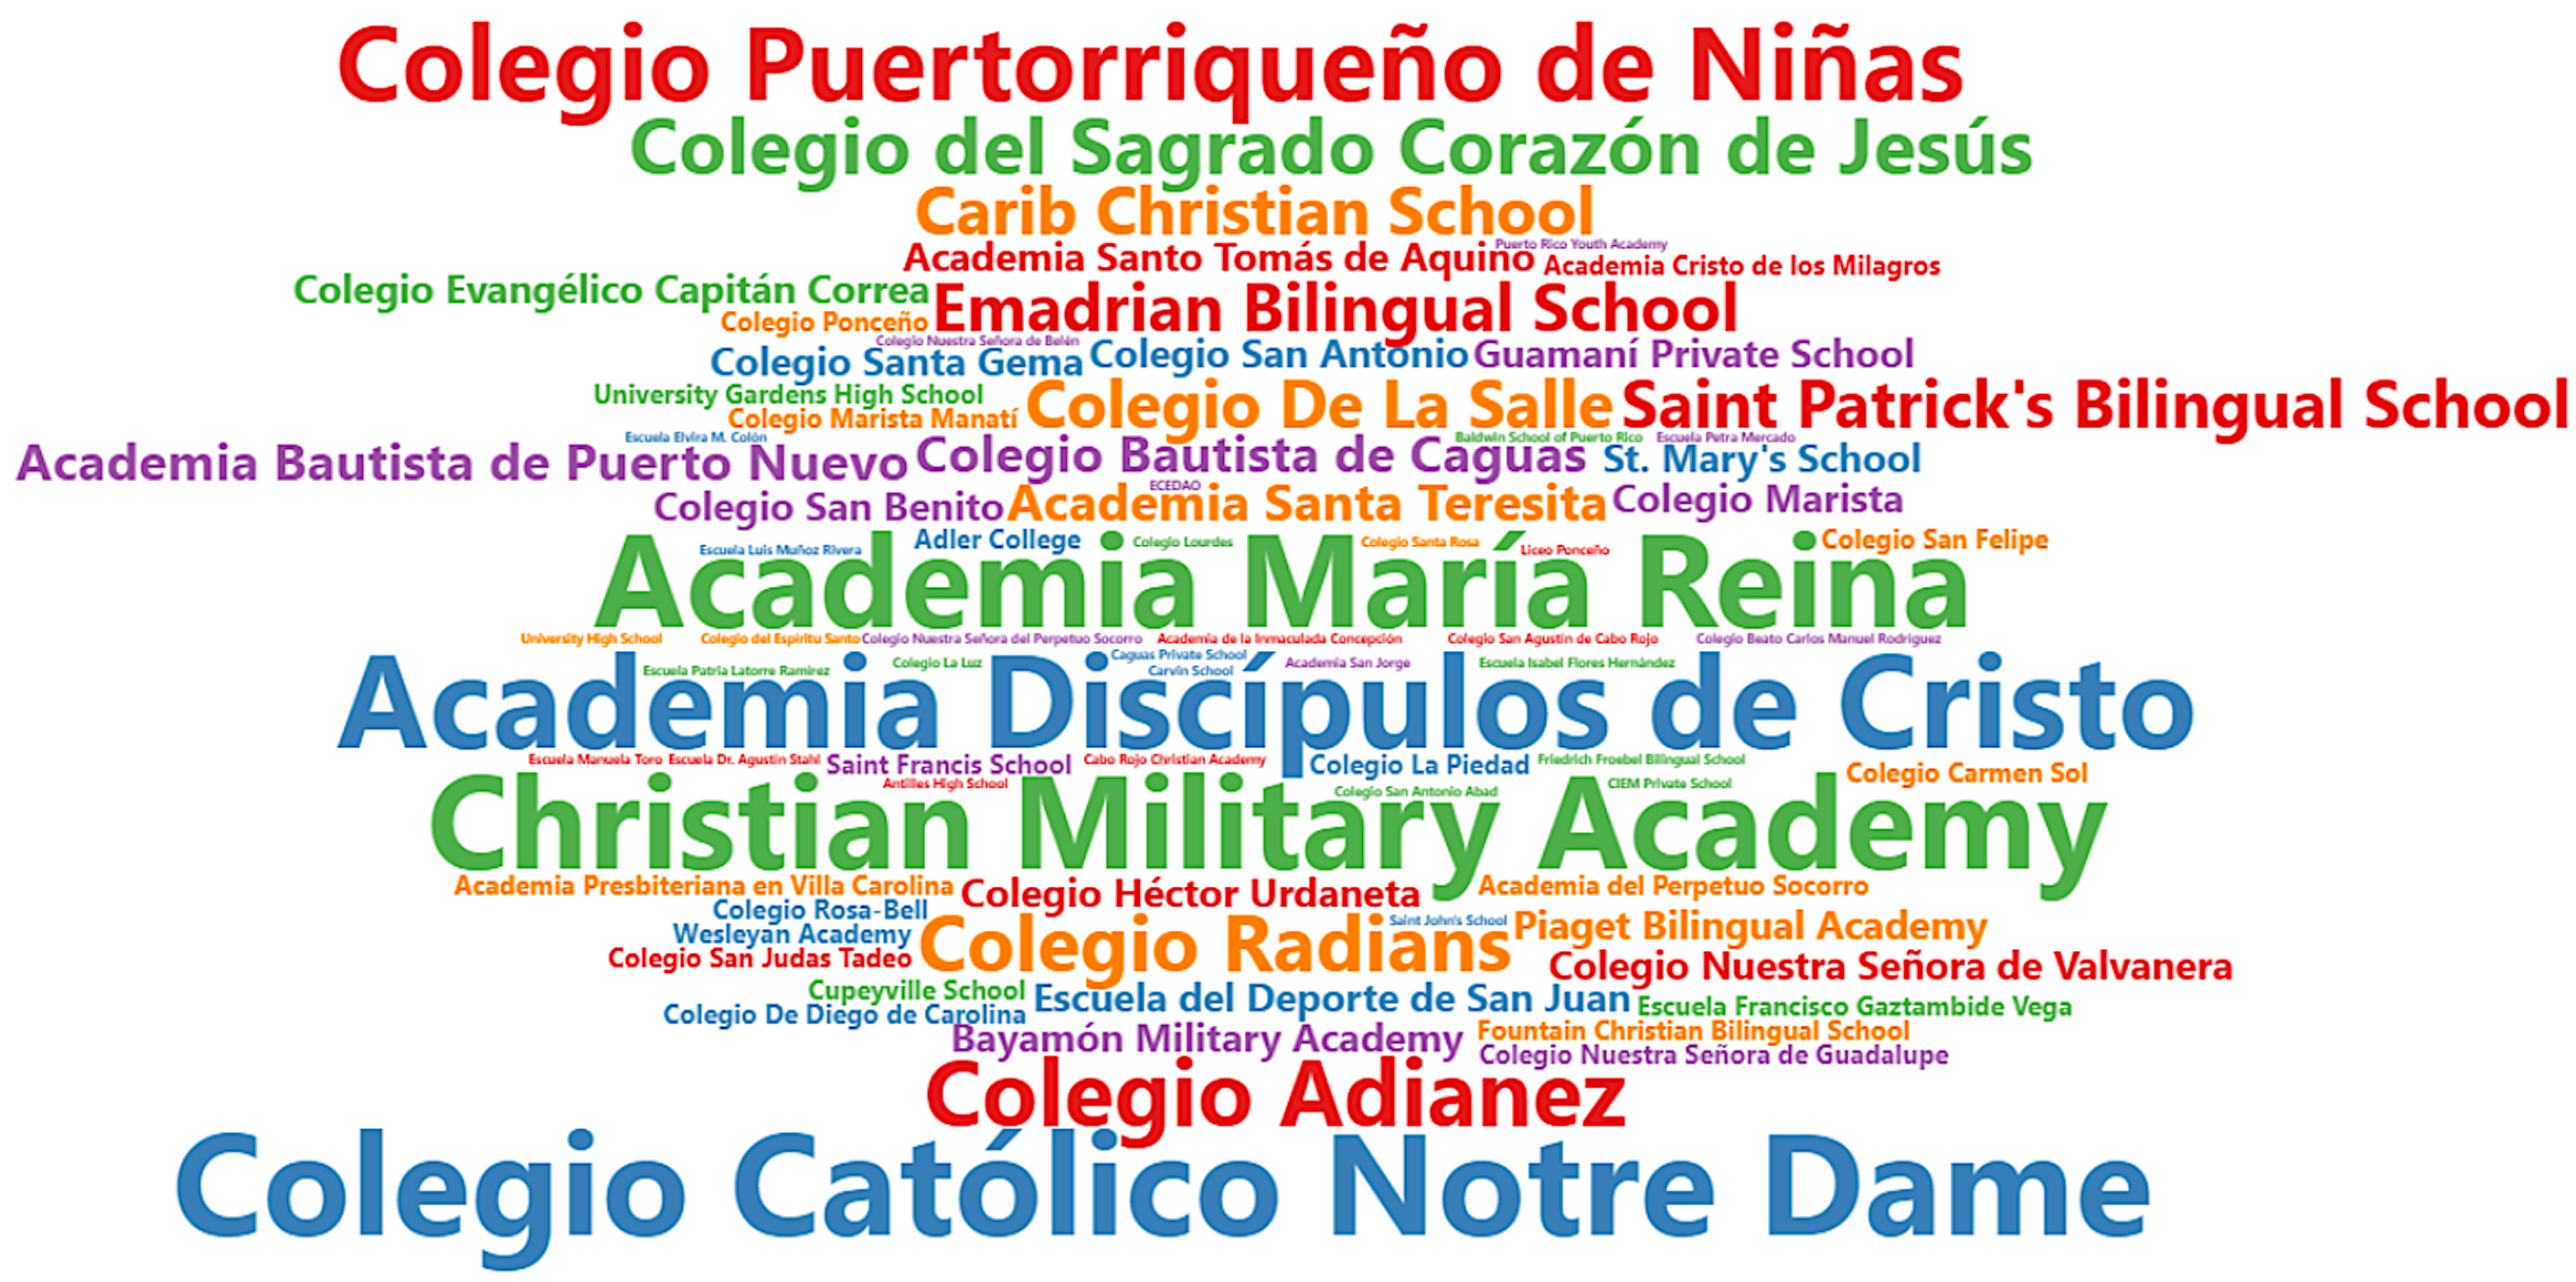 Colegio Puertorriqueño de Niñas
Colegio del Sagrado Corazón de Jesús
Carib Christian School
Puerto Rico Youth Academy
Academia Santo Tomás de Aquino
Academia Cristo de los Milagros
Colegio Evangélico Capitán Correa
Emadrian Bilingual School
Colegio Ponceño
Colegio Nuestra Señora de Belén
Colegio Santa Gema
Colegio San Antonio
Guamaní Private School
University Gardens High School
Colegio De La Salle
Saint Patrick's Bilingual School
Colegio Marista Manatí
Escuela Elvira M. Colón
Baldwin School of Puerto Rico
Escuela Petra Mercado
Academia Bautista de Puerto Nuevo
Colegio Bautista de Caguas
St. Mary's School
ECEDAO
Colegio San Benito
Academia Santa Teresita
Colegio Marista
Adler College
Colegio Lourdes
Colegio Santa Rosa
Colegio San Felipe
Escuela Luis Muñoz Rivera
Liceo Ponceño
Academia María Reina
University High School
Colegio del Espíritu Santo
Colegio Nuestra Señora del Perpetuo Socorro
Academia de la Inmaculada Concepción
Colegio San Agustín de Cabo Rojo
Colegio Beato Carlos Manuel Rodríguez
Caguas Private School
Colegio La Luz
Academia San Jorge
Escuela Isabel Flores Hernández
Escuela Patria Latorre Ramírez
Carvin School
Academia Discípulos de Cristo
Escuela Manuela Toro
Escuela Dr. Agustín Stahl
Saint Francis School
Cabo Rojo Christian Academy
Colegio La Piedad
Friedrich Froebel Bilingual School
Colegio Carmen Sol
Antilles High School
Colegio San Antonio Abad
CIEM Private School
Christian Military Academy
Academia Presbiteriana en Villa Carolina
Colegio Héctor Urdaneta
Academia del Perpetuo Socorro
Colegio Rosa-Bell
Saint John's School
Piaget Bilingual Academy
Wesleyan Academy
Colegio Radians
Colegio San Judas Tadeo
Colegio Nuestra Señora de Valvanera
Cupeyville School
Escuela del Deporte de San Juan
Escuela Francisco Gaztambide Vega
Colegio De Diego de Carolina
Bayamón Military Academy
Fountain Christian Bilingual School
Colegio Nuestra Señora de Guadalupe
Colegio Adianez
Colegio Católico Notre Dame